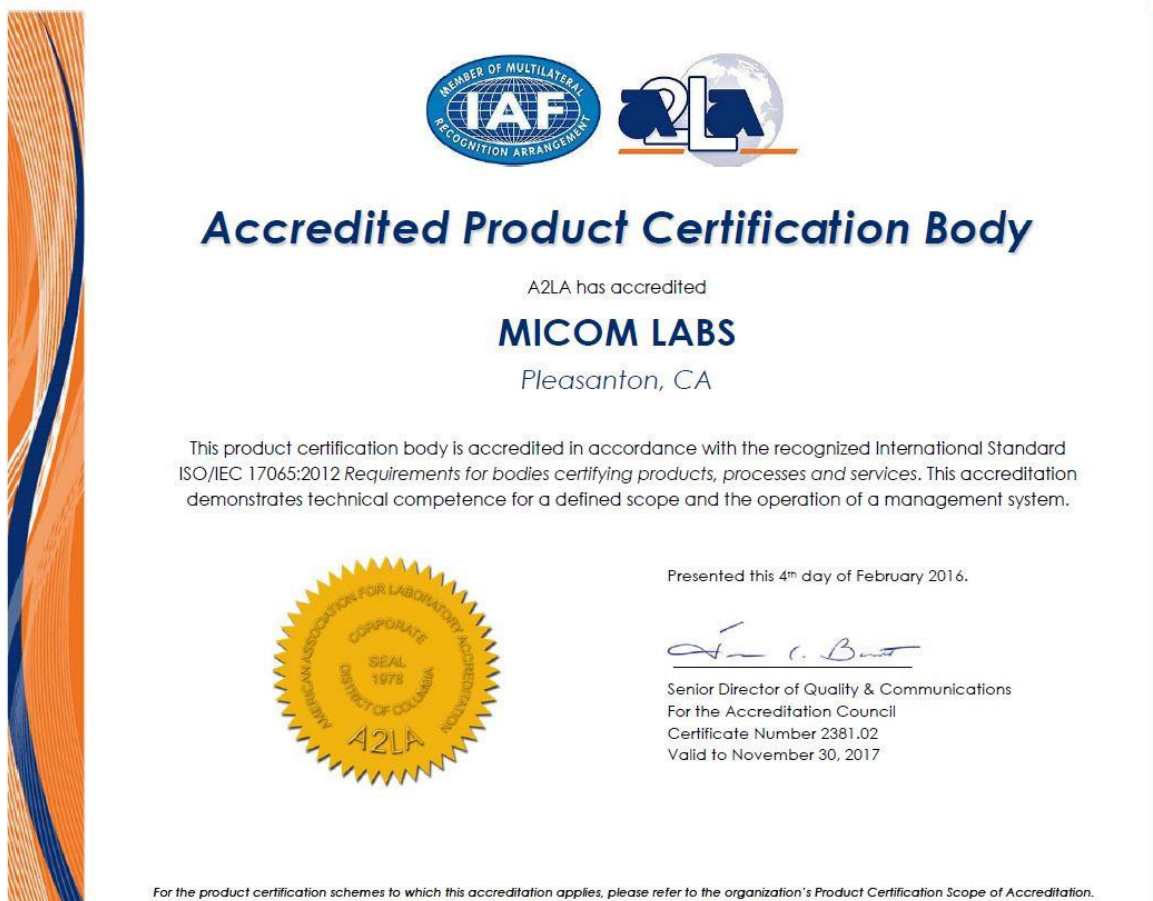 MEMBER OF MULTILATERAL
IAF
RECOGNITION ARRANGEMENT
a2La
Accredited Product Certification Body
A2LA has accredited
MICOM LABS
Pleasanton, CA
This product certification body is accredited in accordance with the recognized International Standard
ISO/IEC 17065:2012 Requirements for bodies certifying products, processes and services. This accreditation
demonstrates technical competence for a defined scope and the operation of a management system.
AMERICAN ASSOCIATION FOR LABORATORY ACCREDITATION
CORPORATE
SEAL
1978
DISTRICT OF COLUMBIA
A2LA
Presented this 4th day of February 2016.
Senior Director of Quality & Communications
For the Accreditation Council
Certificate Number 2381.02
Valid to November 30, 2017
For the product certification schemes to which this accreditation applies, please refer to the organization's Product Certification Scope of Accreditation.